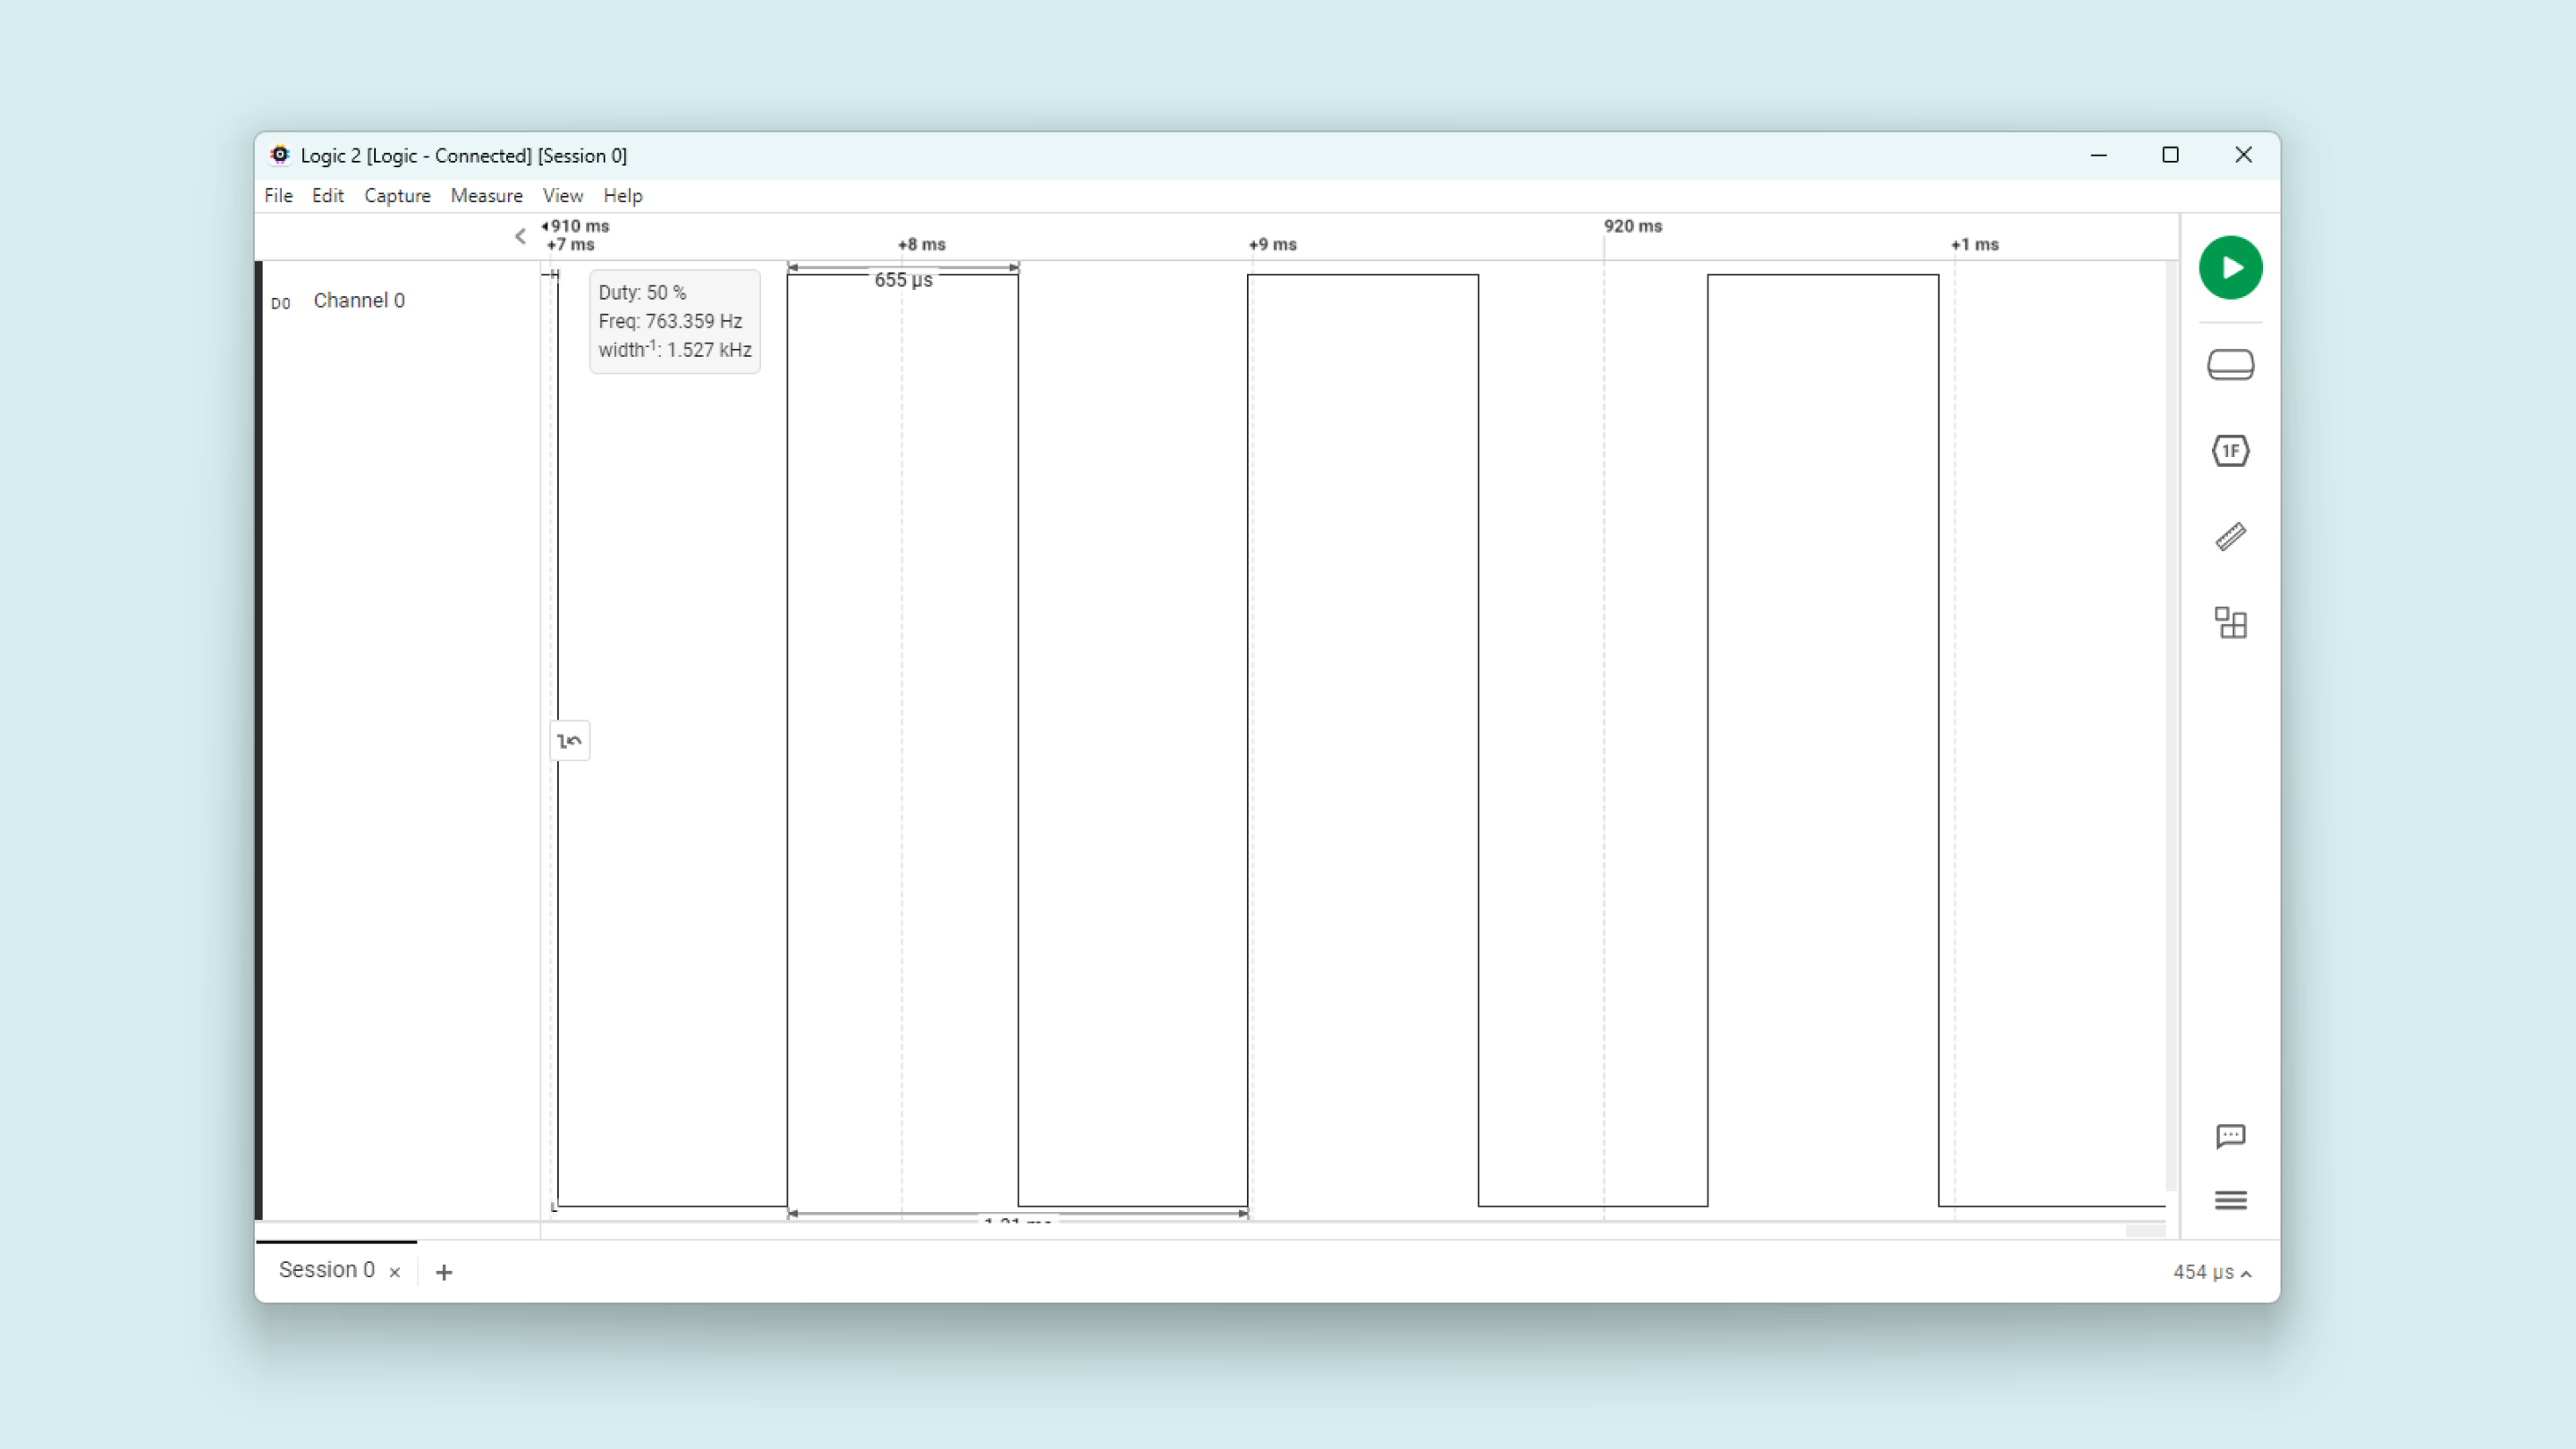 Logic 2 [Logic - Connected] [Session 0]
File Edit Capture Measure View Help
910 ms 920 ms
+7 ms +8 ms +9 ms +1 ms
D0 Channel 0
655 µs
Duty: 50 %
Freq: 763.359 Hz
width-1: 1.527 kHz
1F
Session 0
454 µs